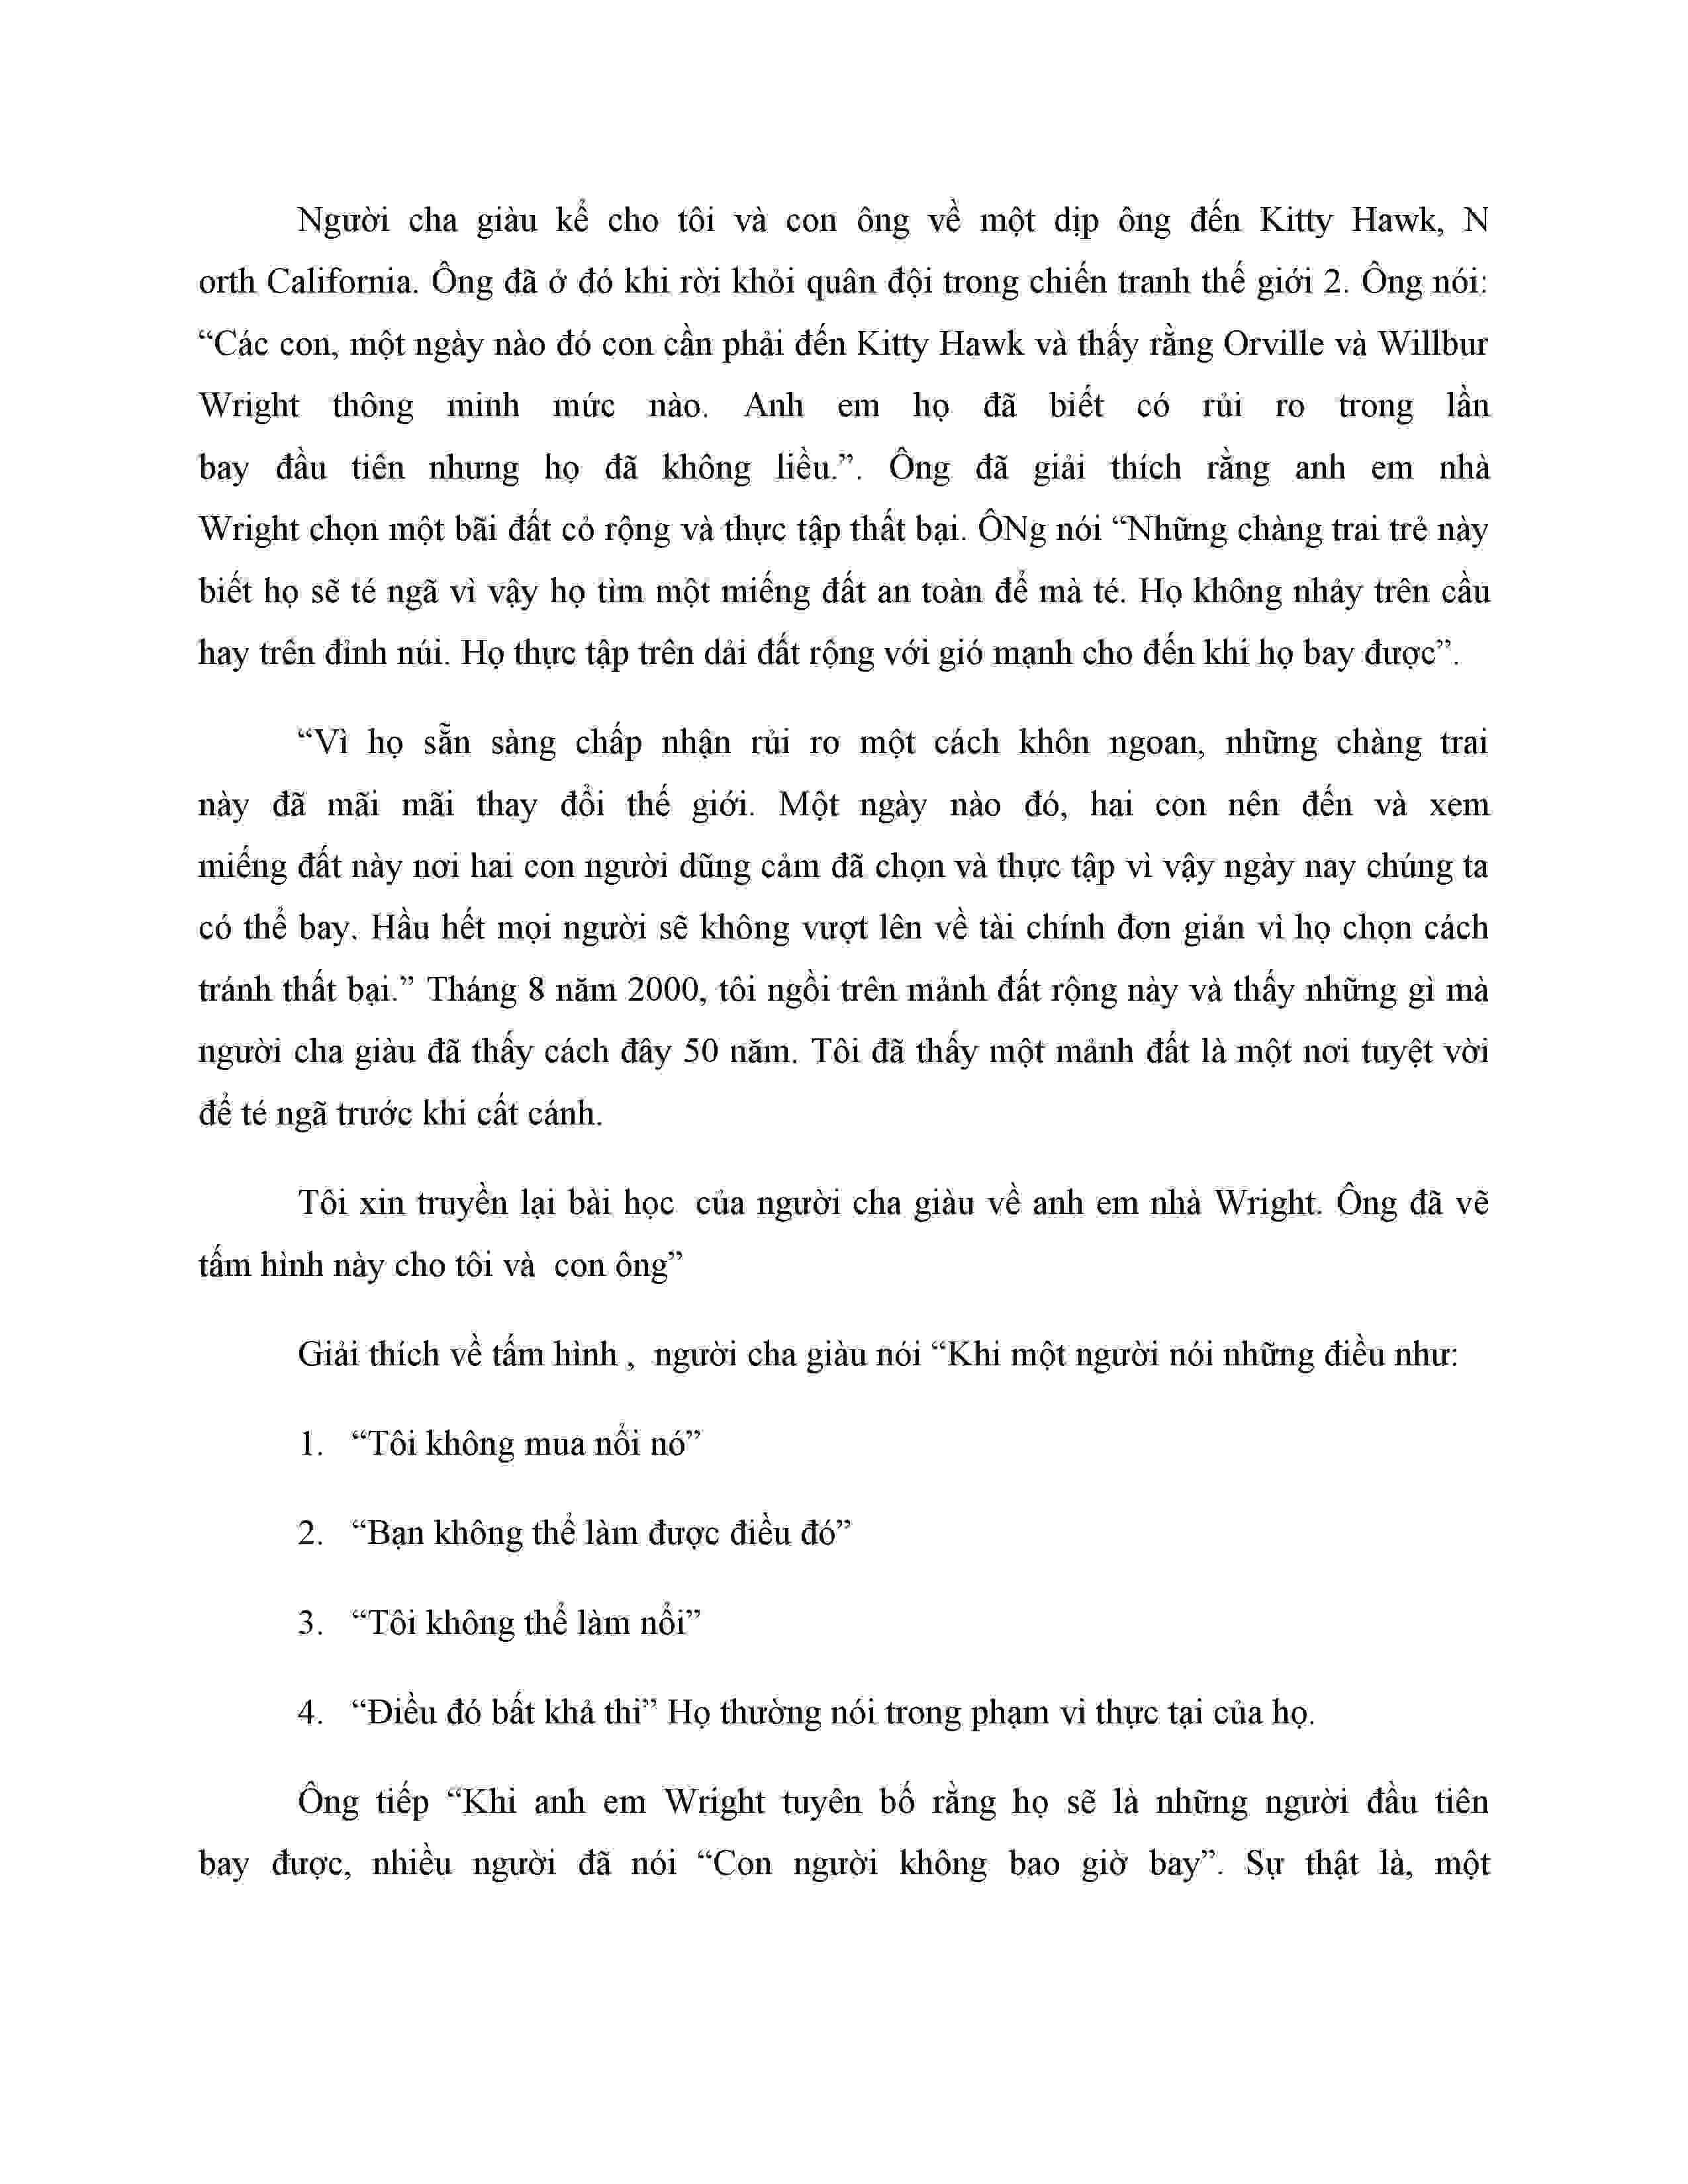 Người cha giàu kể cho tôi và con ông về một dịp ông đến Kitty Hawk, N
orth California. Ông đã ở đó khi rời khỏi quân đội trong chiến tranh thế giới 2. Ông nói:
“Các con, một ngày nào đó con cần phải đến Kitty Hawk và thấy rằng Orville và Willbur
Wright thông minh mức nào. Anh em họ đã biết có rủi ro trong lần
bay đầu tiên nhưng họ đã không liều.”. Ông đã giải thích rằng anh em nhà
Wright chọn một bãi đất cỏ rộng và thực tập thất bại. ÔNg nói “Những chàng trai trẻ này
biết họ sẽ té ngã vì vậy họ tìm một miếng đất an toàn để mà té. Họ không nhảy trên cầu
hay trên đỉnh núi. Họ thực tập trên dải đất rộng với gió mạnh cho đến khi họ bay được”.
“Vì họ sẵn sàng chấp nhận rủi ro một cách khôn ngoan, những chàng trai
này đã mãi mãi thay đổi thế giới. Một ngày nào đó, hai con nên đến và xem
miếng đất này nơi hai con người dũng cảm đã chọn và thực tập vì vậy ngày nay chúng ta
có thể bay. Hầu hết mọi người sẽ không vượt lên về tài chính đơn giản vì họ chọn cách
tránh thất bại.” Tháng 8 năm 2000, tôi ngồi trên mảnh đất rộng này và thấy những gì mà
người cha giàu đã thấy cách đây 50 năm. Tôi đã thấy một mảnh đất là một nơi tuyệt vời
để té ngã trước khi cất cánh.
Tôi xin truyền lại bài học của người cha giàu về anh em nhà Wright. Ông đã vẽ
tấm hình này cho tôi và con ông”
Giải thích về tấm hình , người cha giàu nói “Khi một người nói những điều như:
1. “Tôi không mua nổi nó”
2. “Bạn không thể làm được điều đó”
3. “Tôi không thể làm nổi”
4. “Điều đó bất khả thi” Họ thường nói trong phạm vi thực tại của họ.
Ông tiếp “Khi anh em Wright tuyên bố rằng họ sẽ là những người đầu tiên
bay được, nhiều người đã nói “Con người không bao giờ bay”. Sự thật là, một